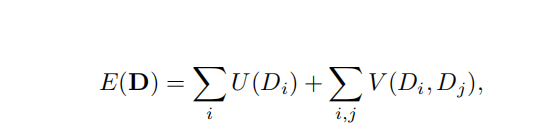 E(𝐃) = ∑_i U(D_i) + ∑_{i,j} V(D_i, D_j),